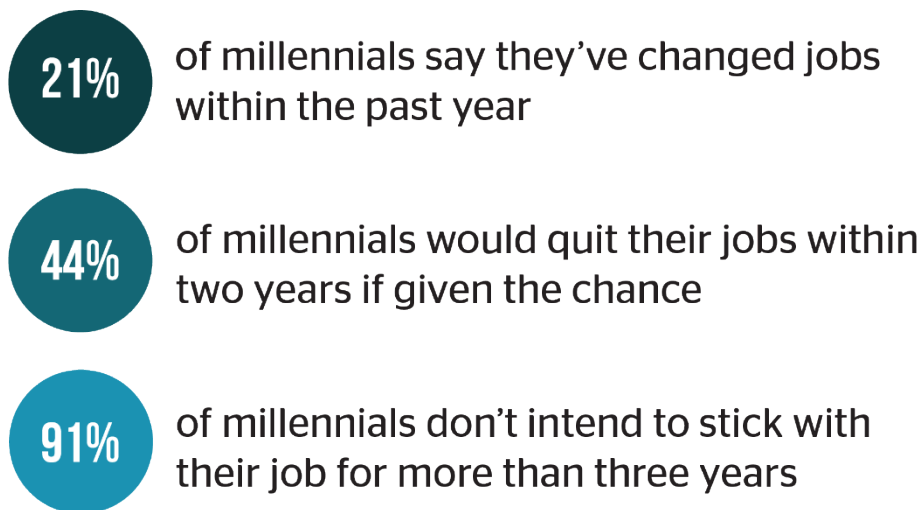 21%
of millennials say they’ve changed jobs
within the past year
44%
of millennials would quit their jobs within
two years if given the chance
91%
of millennials don’t intend to stick with
their job for more than three years